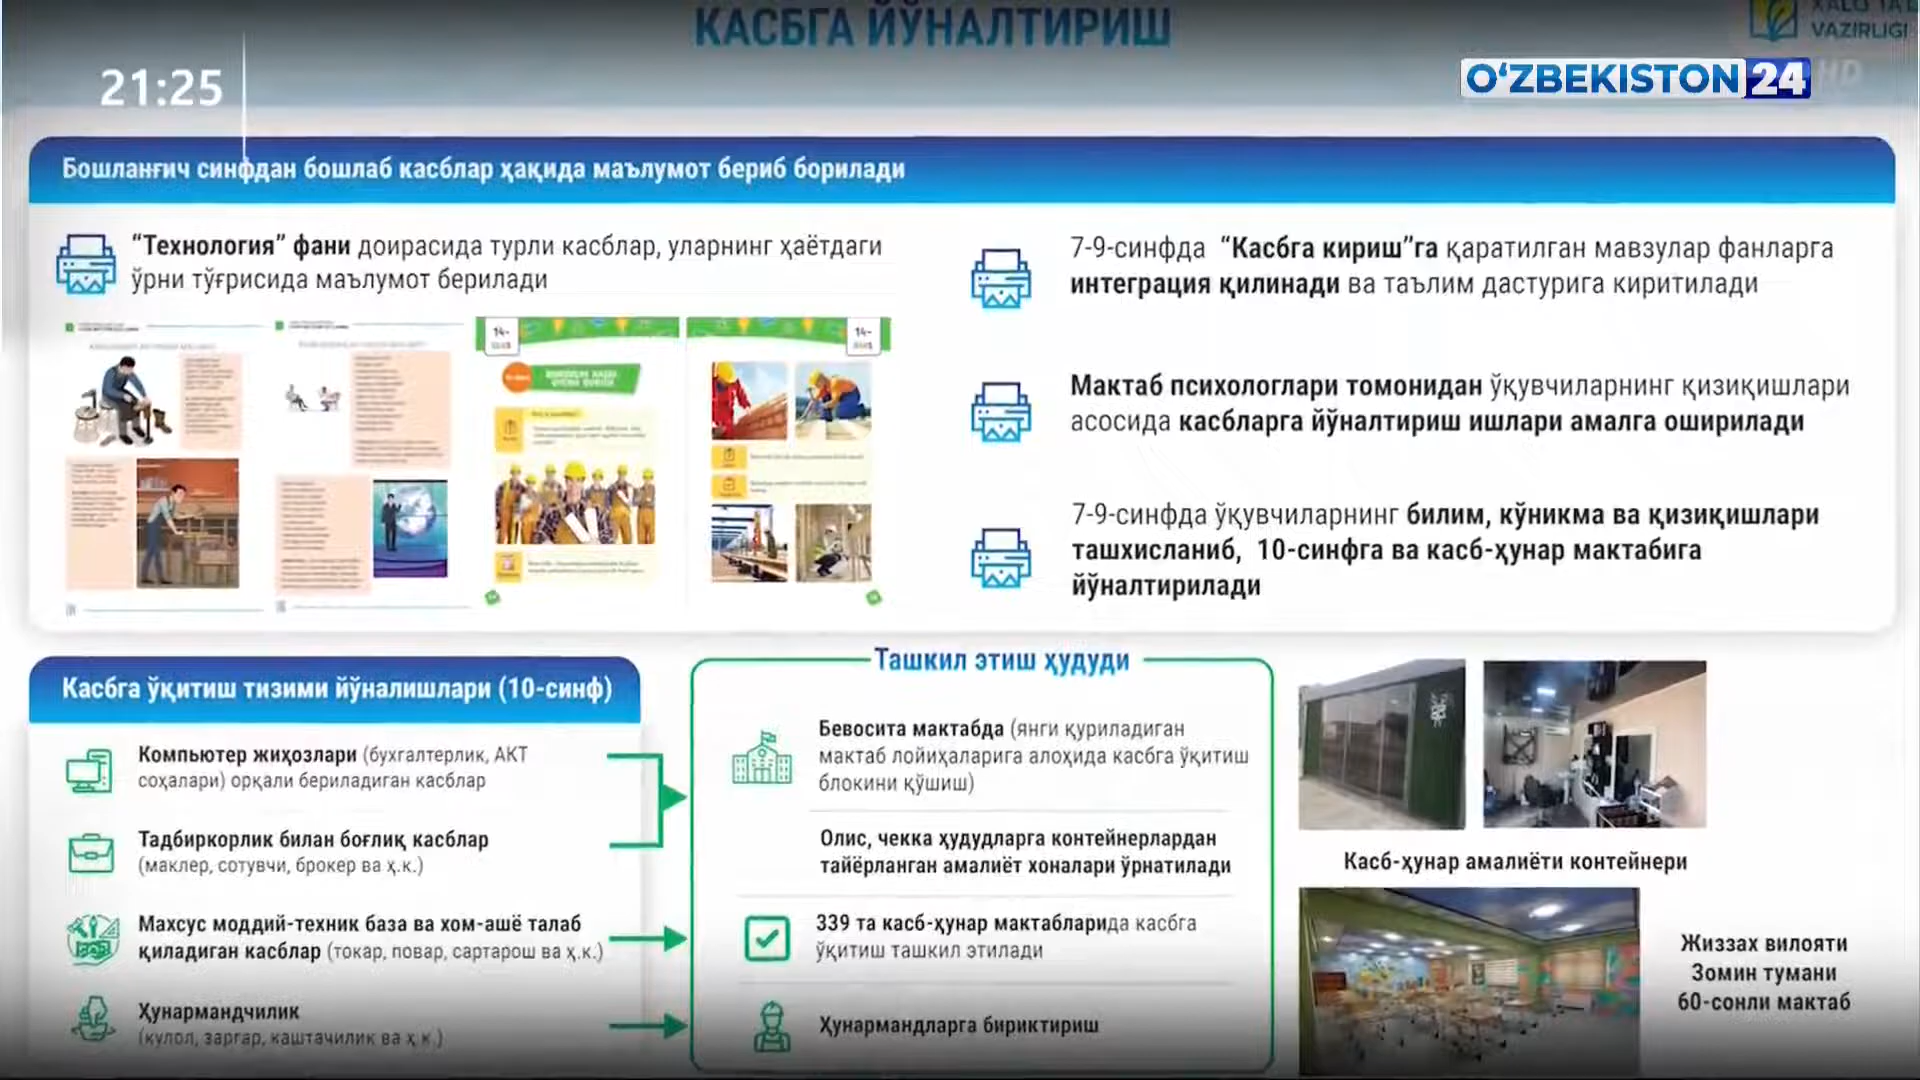 КАСБГА ЙЎНАЛТИРИШ
VAZIRLIGI
21:25
O‘ZBEKISTON 24
HD
Бошланғич синфдан бошлаб касблар ҳақида маълумот бериб борилади
“Технология” фани доирасида турли касблар, уларнинг ҳаётдаги
ўрни тўғрисида маълумот берилади
14-
14-
7-9-синфда “Касбга кириш”га қаратилган мавзулар фанларга
интеграция қилинади ва таълим дастурига киритилади
Мактаб психологлари томонидан ўқувчиларнинг қизиқишлари
асосида касбларга йўналтириш ишлари амалга оширилади
7-9-синфда ўқувчиларнинг билим, кўникма ва қизиқишлари
ташхисланиб, 10-синфга ва касб-ҳунар мактабига
йўналтирилади
Касбга ўқитиш тизими йўналишлари (10-синф)
Компьютер жиҳозлари (бухгалтерлик, АКТ
соҳалари) орқали бериладиган касблар
Тадбиркорлик билан боғлиқ касблар
(маклер, сотувчи, брокер ва ҳ.к.)
Махсус моддий-техник база ва хом-ашё талаб
қиладиган касблар (токар, повар, сартарош ва ҳ.к.)
Ҳунармандчилик
(кулол, заргар, каштачилик ва ҳ.к.)
Ташкил этиш ҳудуди
Бевосита мактабда (янги қуриладиган
мактаб лойиҳаларига алоҳида касбга ўқитиш
блокини қўшиш)
Олис, чекка ҳудудларга контейнерлардан
тайёрланган амалиёт хоналари ўрнатилади
339 та касб-ҳунар мактабларида касбга
ўқитиш ташкил этилади
Ҳунармандларга бириктириш
Касб-ҳунар амалиёти контейнери
Жиззах вилояти
Зомин тумани
60-сонли мактаб